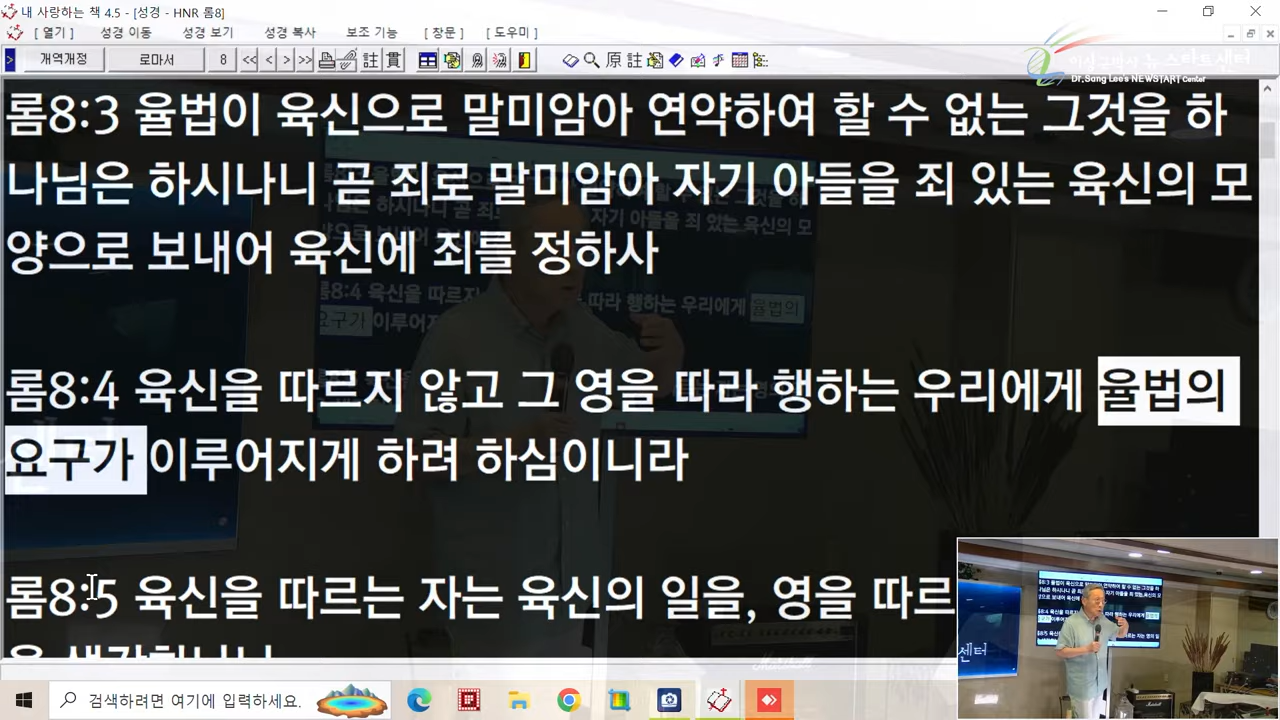 내 사랑하는 책 4.5 - [성경 - HNR 롬8]
[ 열기 ] 성경 이동 성경 보기 성경 복사 보조 기능 [ 창문 ] [ 도우미 ]
개역개정 로마서 8 << < > >> 註 貫 原 註
Dr.Sang Lee's NEWSTART Center
롬8:3 율법이 육신으로 말미암아 연약하여 할 수 없는 그것을 하
나님은 하시나니 곧 죄로 말미암아 자기 아들을 죄 있는 육신의 모
양으로 보내어 육신에 죄를 정하사
롬8:4 육신을 따르지 않고 그 영을 따라 행하는 우리에게 율법의
요구가 이루어지게 하려 하심이니라
롬8:5 육신을 따르는 자는 육신의 일을, 영을 따르
센터
검색하려면 여기에 입력하세요.